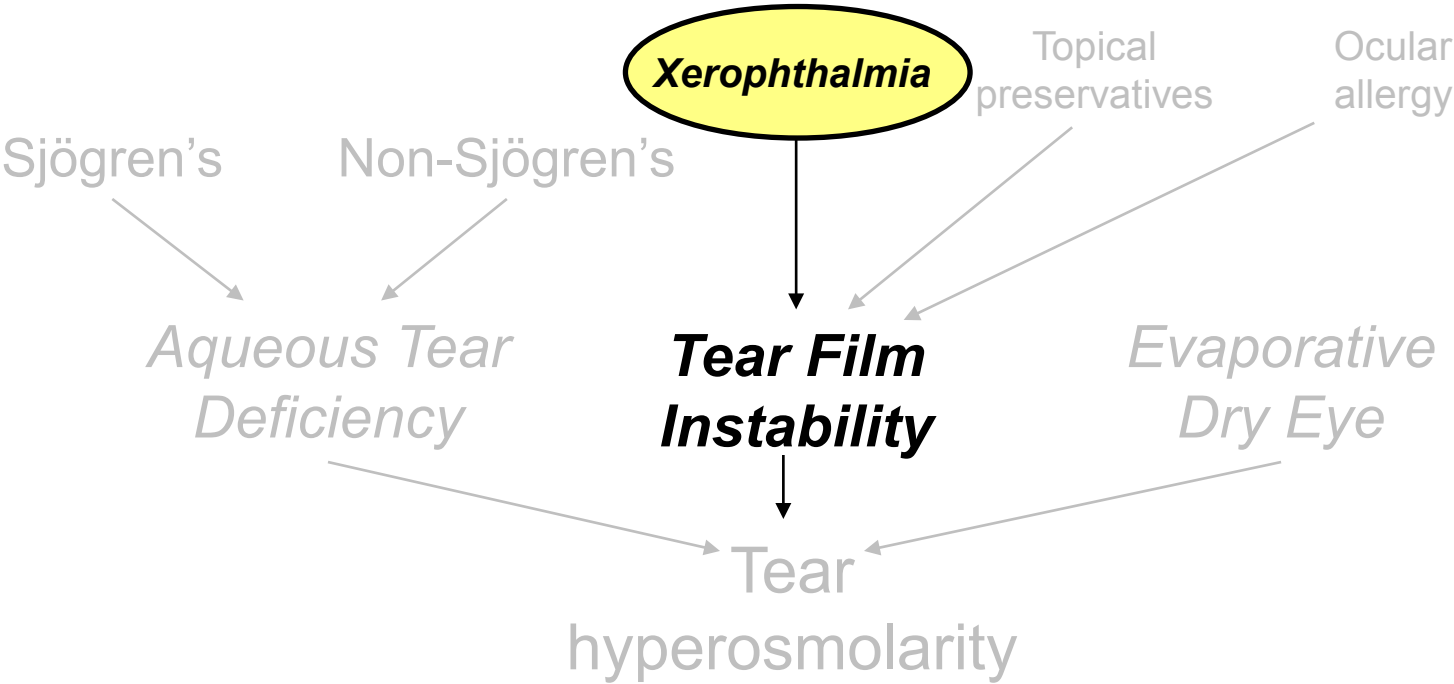 Xerophthalmia
Topical
preservatives
Ocular
allergy
Sjögren’s
Non-Sjögren’s
Aqueous Tear
Deficiency
Tear Film
Instability
Evaporative
Dry Eye
Tear
hyperosmolarity